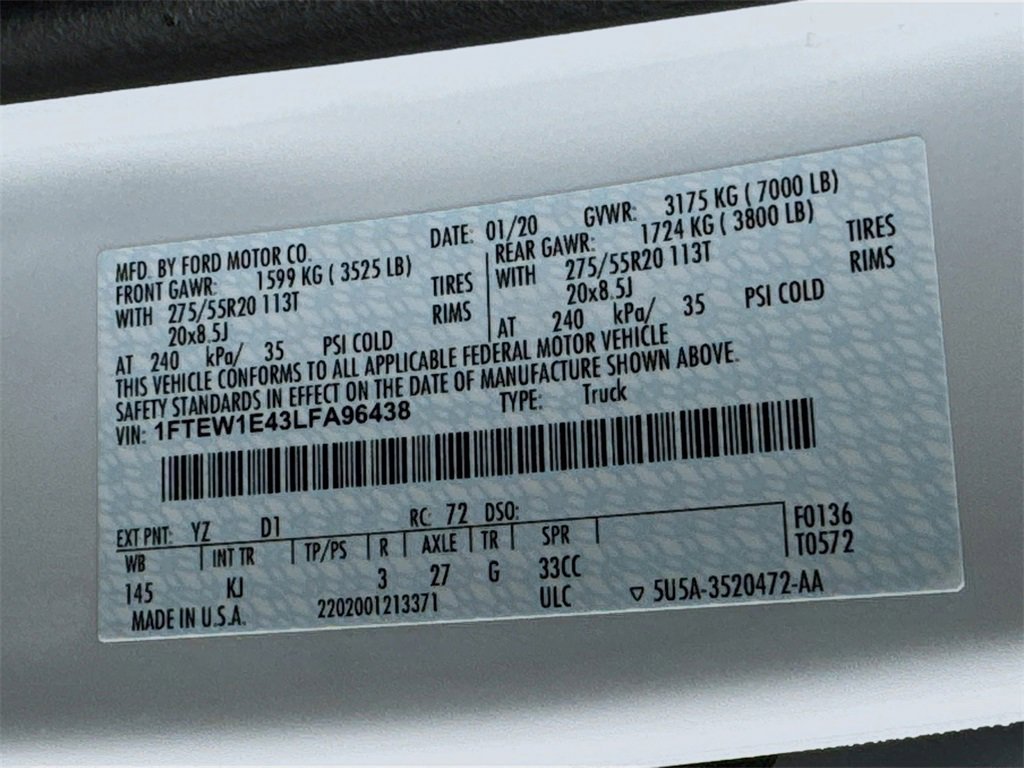 MFD. BY FORD MOTOR CO. DATE: 01/20 GVWR: 3175 KG ( 7000 LB)
FRONT GAWR: 1599 KG ( 3525 LB) REAR GAWR: 1724 KG ( 3800 LB)
WITH 275/55R20 113T TIRES WITH 275/55R20 113T TIRES
20x8.5J RIMS 20x8.5J RIMS
AT 240 kPa/ 35 PSI COLD AT 240 kPa/ 35 PSI COLD
THIS VEHICLE CONFORMS TO ALL APPLICABLE FEDERAL MOTOR VEHICLE
SAFETY STANDARDS IN EFFECT ON THE DATE OF MANUFACTURE SHOWN ABOVE.
VIN: 1FTEW1E43LFA96438 TYPE: Truck
EXT PNT: YZ D1 RC: 72 DSO:
WB INT TR TP/PS R AXLE TR SPR F0136
145 KJ 3 27 G 33CC T0572
MADE IN U.S.A. 2202001213371 ULC ▽ 5U5A-3520472-AA